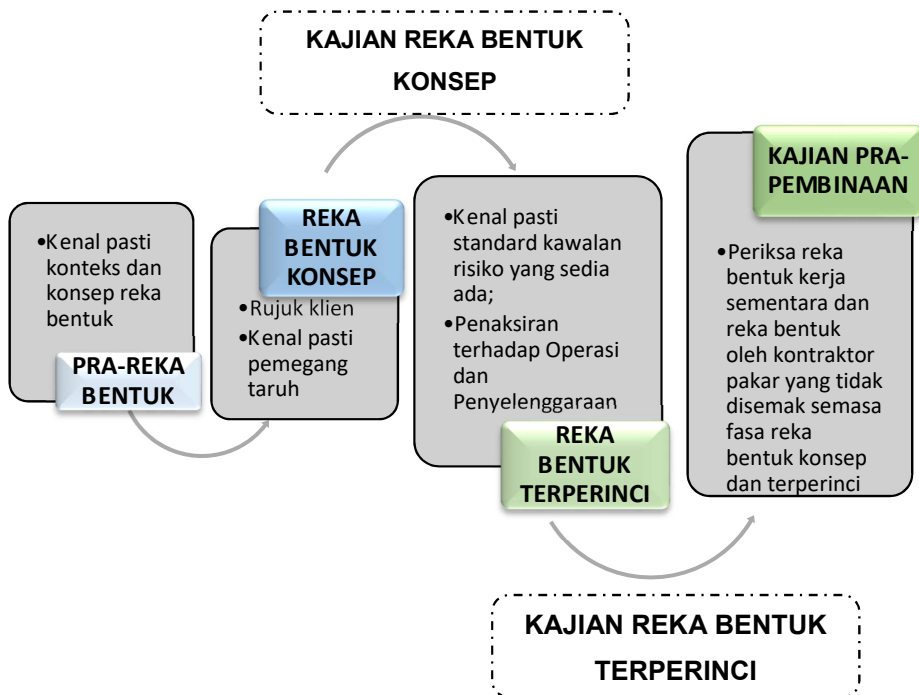 KAJIAN REKA BENTUK
KONSEP
•Kenal pasti
konteks dan
konsep reka
bentuk
PRA-REKA
BENTUK
REKA
BENTUK
KONSEP
•Rujuk klien
•Kenal pasti
pemegang
taruh
•Kenal pasti
standard kawalan
risiko yang sedia
ada;
•Penaksiran
terhadap Operasi
dan
Penyelenggaraan
REKA
BENTUK
TERPERINCI
KAJIAN PRA-
PEMBINAAN
•Periksa reka
bentuk kerja
sementara dan
reka bentuk
oleh kontraktor
pakar yang tidak
disemak semasa
fasa reka
bentuk konsep
dan terperinci
KAJIAN REKA BENTUK
TERPERINCI